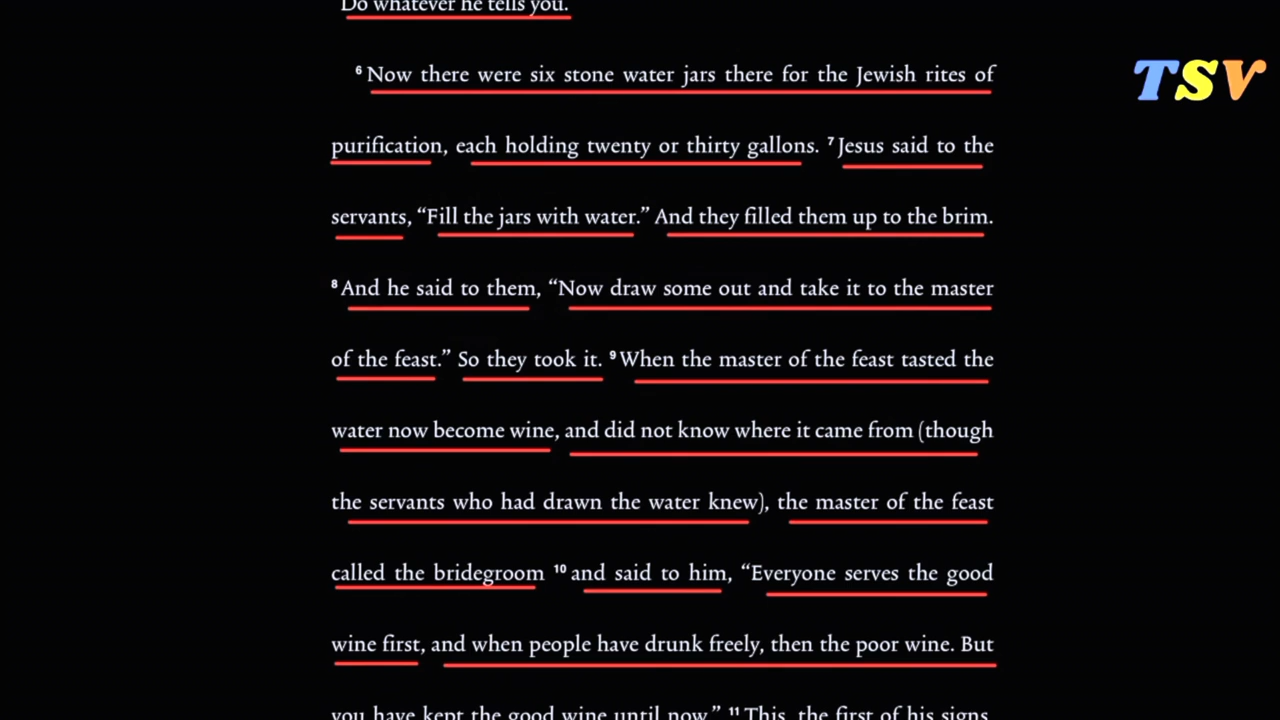 Do whatever he tells you.
TSV
⁶ Now there were six stone water jars there for the Jewish rites of
purification, each holding twenty or thirty gallons. ⁷ Jesus said to the
servants, “Fill the jars with water.” And they filled them up to the brim.
⁸ And he said to them, “Now draw some out and take it to the master
of the feast.” So they took it. ⁹ When the master of the feast tasted the
water now become wine, and did not know where it came from (though
the servants who had drawn the water knew), the master of the feast
called the bridegroom ¹⁰ and said to him, “Everyone serves the good
wine first, and when people have drunk freely, then the poor wine. But
you have kept the good wine until now.” ¹¹ This, the first of his signs,